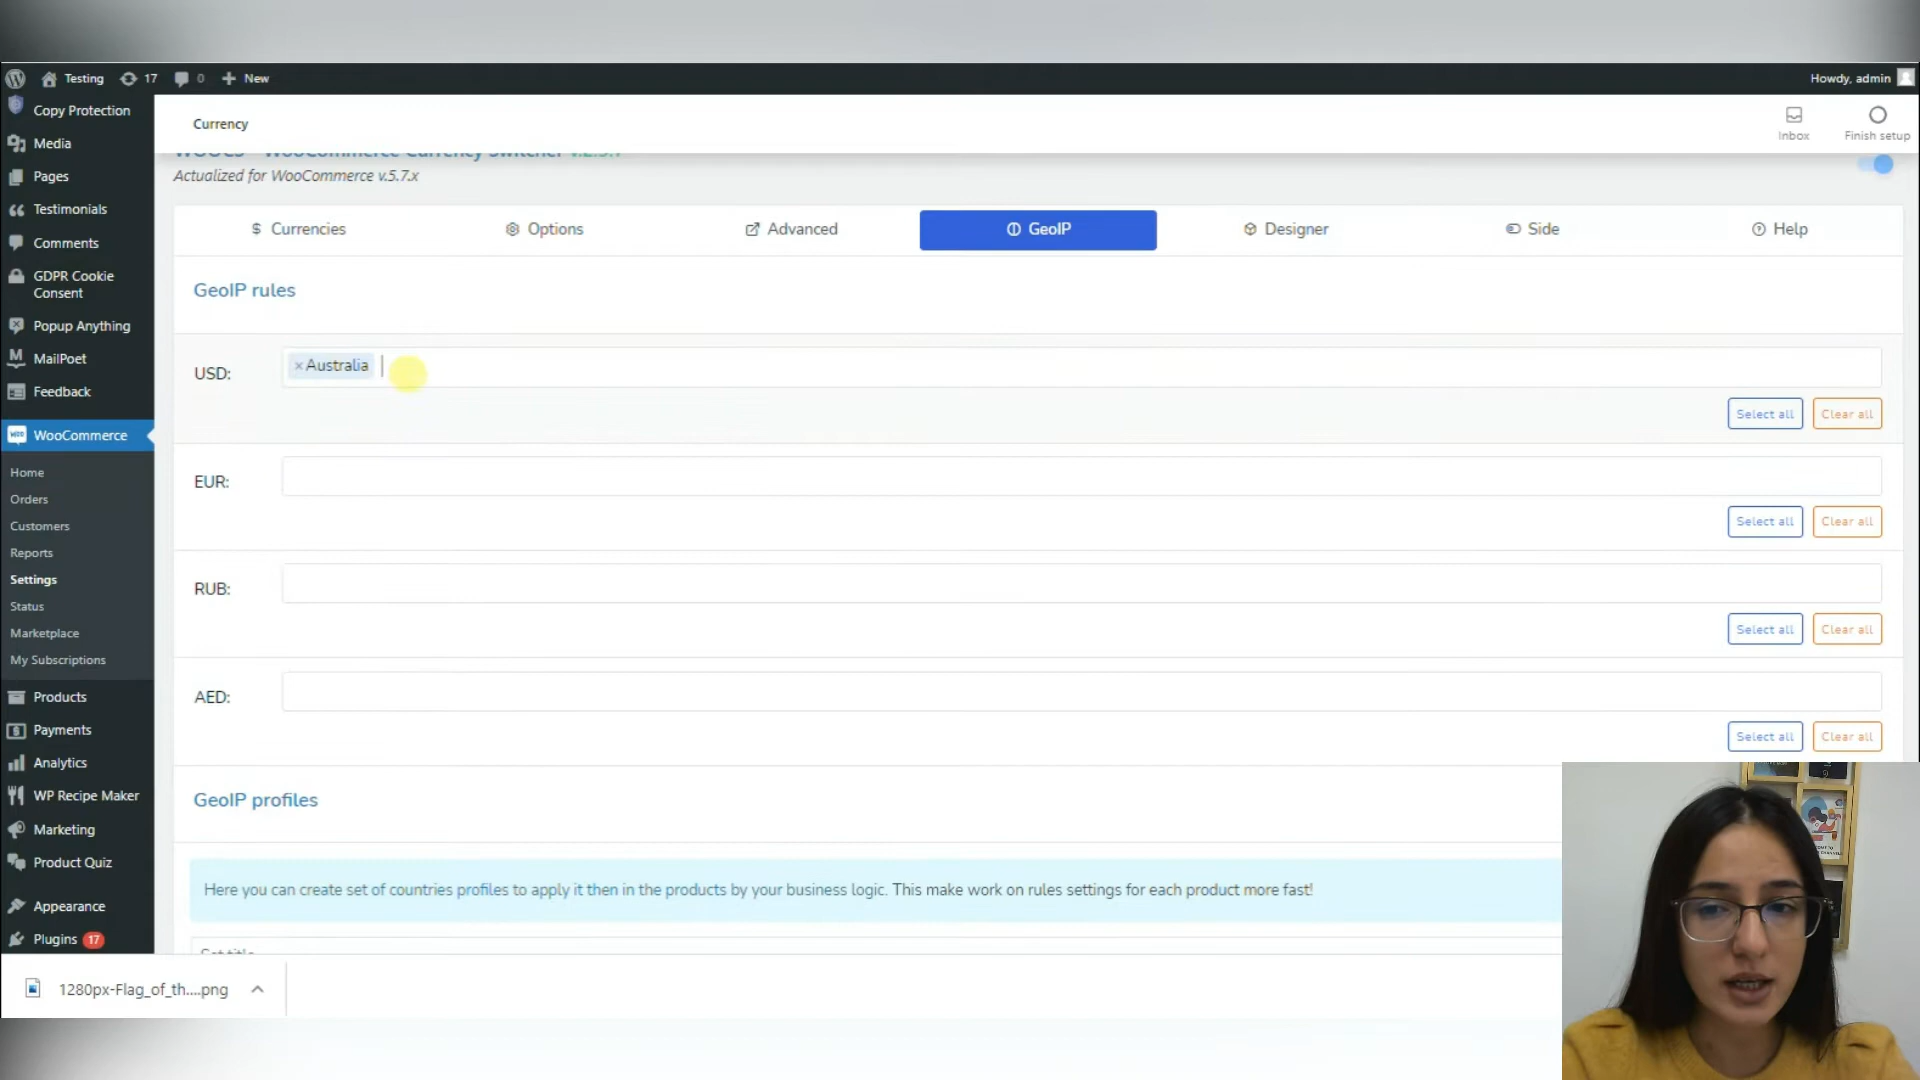 Testing 17 0 New
Howdy, admin
Copy Protection
Media
Pages
Testimonials
Comments
GDPR Cookie
Consent
Popup Anything
MailPoet
Feedback
WooCommerce
Home
Orders
Customers
Reports
Settings
Status
Marketplace
My Subscriptions
Products
Payments
Analytics
WP Recipe Maker
Marketing
Product Quiz
Appearance
Plugins 17
Currency
Inbox
Finish setup
WooCommerce Currency Switcher
Actualized for WooCommerce v.5.7.x
$ Currencies
Options
Advanced
GeoIP
Designer
Side
Help
GeoIP rules
USD:
×Australia
Select all Clear all
EUR:
Select all Clear all
RUB:
Select all Clear all
AED:
Select all Clear all
GeoIP profiles
Here you can create set of countries profiles to apply it then in the products by your business logic. This make work on rules settings for each product more fast!
1280px-Flag_of_th....png